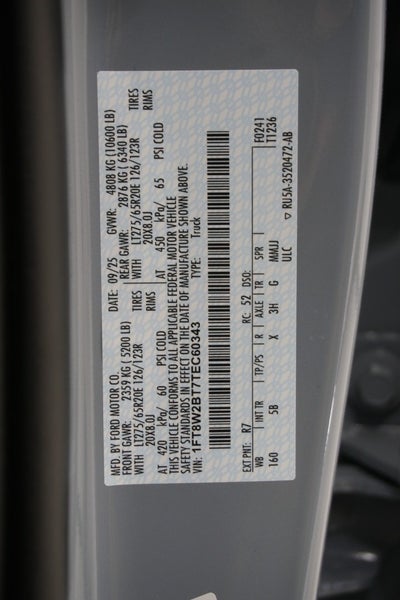 MFD. BY FORD MOTOR CO.
DATE: 09/25 GVWR: 4808 KG (10600 LB)
FRONT GAWR: 2359 KG ( 5200 LB) REAR GAWR: 2876 KG ( 6340 LB)
WITH LT275/65R20E 126/123R TIRES WITH LT275/65R20E 126/123R TIRES
20X8.0J RIMS 20X8.0J RIMS
AT 420 kPa/ 60 PSI COLD AT 450 kPa/ 65 PSI COLD
THIS VEHICLE CONFORMS TO ALL APPLICABLE FEDERAL MOTOR VEHICLE
SAFETY STANDARDS IN EFFECT ON THE DATE OF MANUFACTURE SHOWN ABOVE.
VIN: 1FT8W2BT7TEC60343 TYPE: Truck
EXT PNT: R7 RC: 52 DSO: F0241
T1236
WB INT TR TP/PS R AXLE TR SPR
160 5B X 3H G MMJJ
ULC
▽ RU5A-3520472-AB